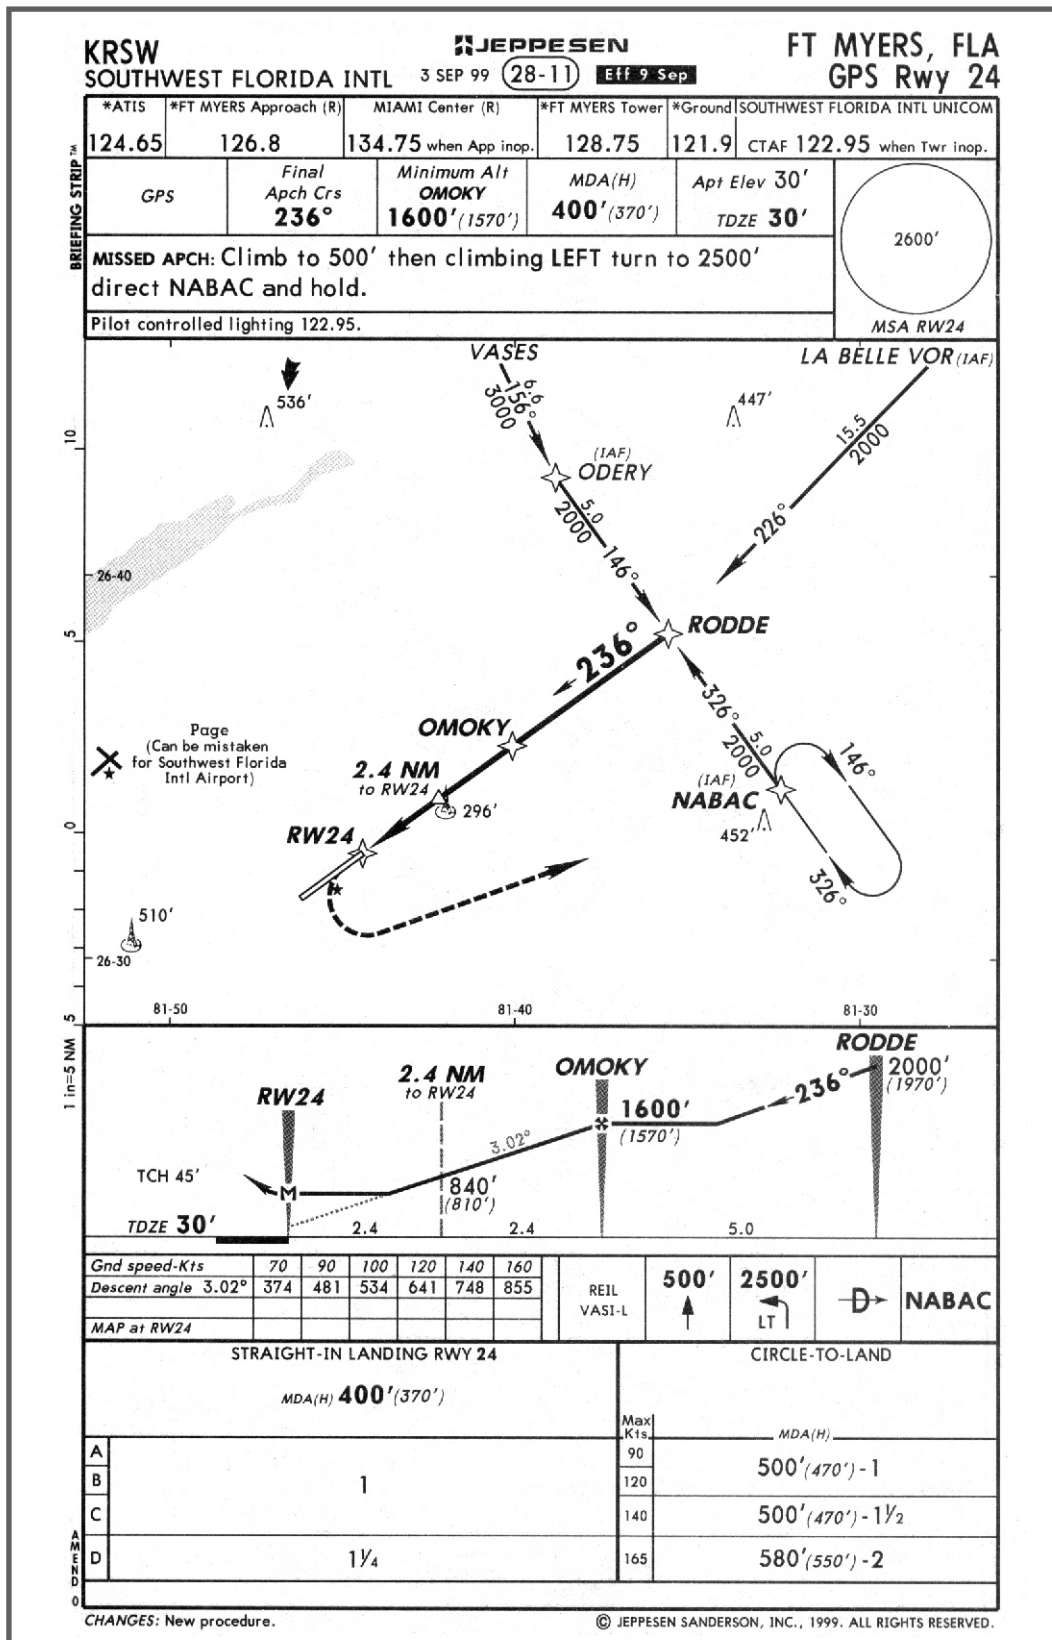 KRSW
JEPPESEN
FT MYERS, FLA
SOUTHWEST FLORIDA INTL
3 SEP 99
28-11
Eff 9 Sep
GPS Rwy 24
*ATIS
*FT MYERS Approach (R)
MIAMI Center (R)
*FT MYERS Tower
*Ground
SOUTHWEST FLORIDA INTL UNICOM
124.65
126.8
134.75 when App inop.
128.75
121.9
CTAF 122.95 when Twr inop.
BRIEFING STRIP™
GPS
Final
Apch Crs
236°
Minimum Alt
OMOKY
1600'(1570')
MDA(H)
400'(370')
Apt Elev 30'
TDZE 30'
2600'
MSA RW24
MISSED APCH: Climb to 500' then climbing LEFT turn to 2500'
direct NABAC and hold.
Pilot controlled lighting 122.95.
VASES
LA BELLE VOR (IAF)
536'
6.6
156°
3000
447'
15.5
2000
226°
10
(IAF)
ODERY
5.0
2000
146°
26-40
5
RODDE
236°
OMOKY
326°
5.0
2000
Page
(Can be mistaken
for Southwest Florida
Intl Airport)
2.4 NM
to RW24
296'
(IAF)
NABAC
146°
452'
326°
0
RW24
510'
26-30
81-50
81-40
81-30
5
1 in=5 NM
RW24
2.4 NM
to RW24
OMOKY
RODDE
2000'
(1970')
236°
1600'
(1570')
3.02°
TCH 45'
M
840'
(810')
TDZE 30'
2.4
2.4
5.0
Gnd speed-Kts 70 90 100 120 140 160
Descent angle 3.02° 374 481 534 641 748 855
MAP at RW24
REIL
VASI-L
500'
2500'
LT
D
NABAC
STRAIGHT-IN LANDING RWY 24
CIRCLE-TO-LAND
MDA(H) 400'(370')
Max
Kts
MDA(H)
A
B
C
D
1
1¼
90
120
500'(470')-1
140
500'(470')-1½
165
580'(550')-2
AMEND 0
CHANGES: New procedure.
© JEPPESEN SANDERSON, INC., 1999. ALL RIGHTS RESERVED.